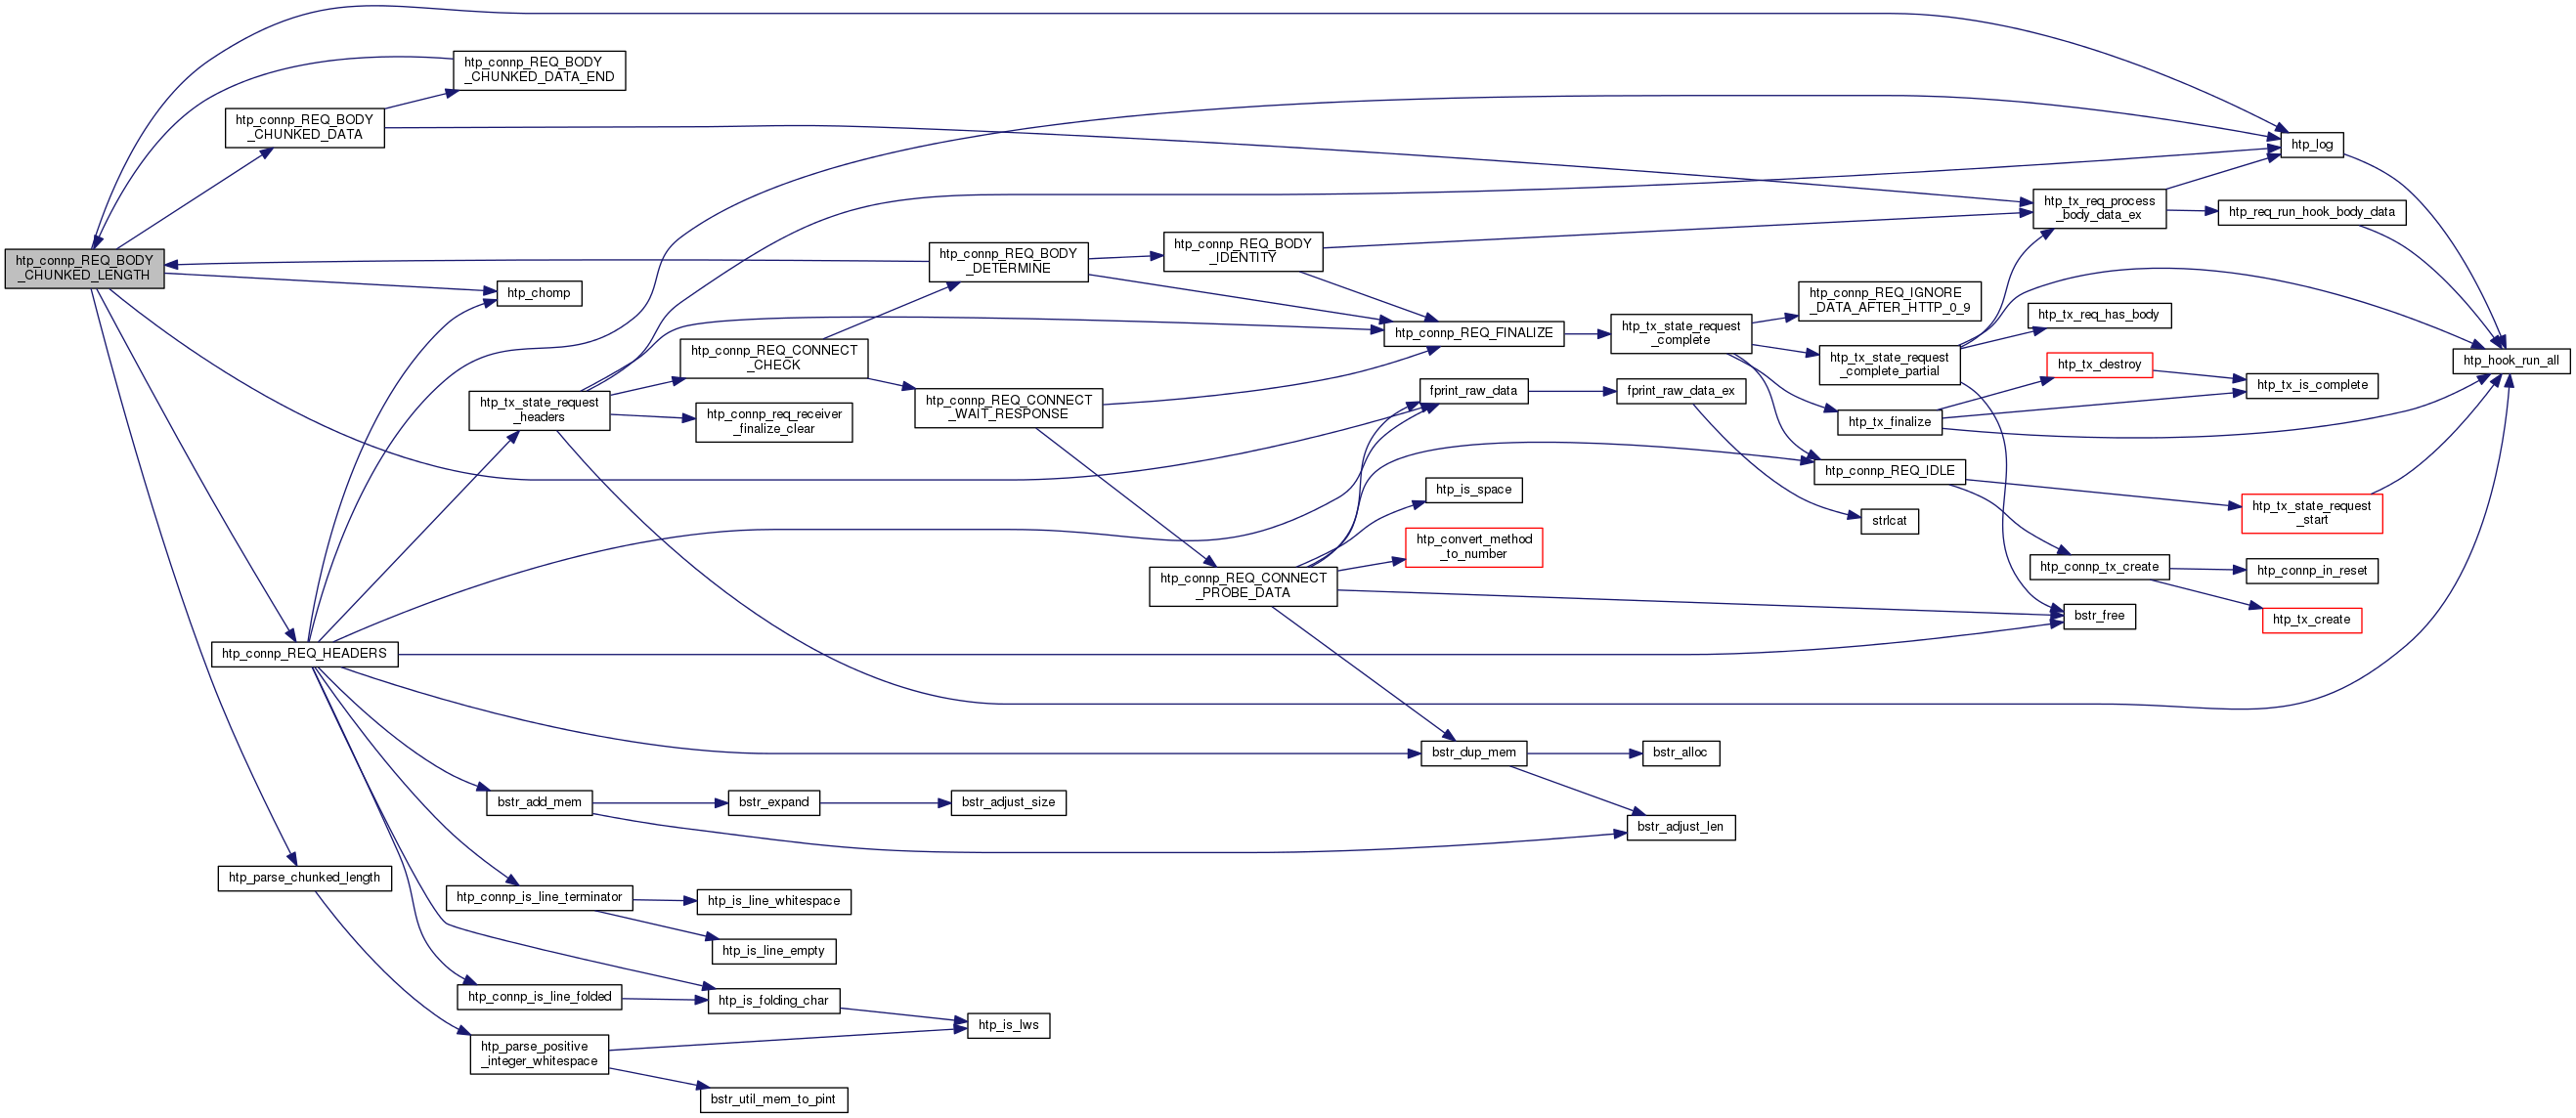 htp_connp_REQ_BODY
_CHUNKED_LENGTH
htp_connp_REQ_BODY
_CHUNKED_DATA
htp_connp_REQ_BODY
_CHUNKED_DATA_END
htp_chomp
htp_connp_REQ_HEADERS
htp_parse_chunked_length
htp_tx_state_request
_headers
bstr_add_mem
htp_connp_is_line_terminator
htp_connp_is_line_folded
htp_parse_positive
_integer_whitespace
htp_connp_REQ_CONNECT
_CHECK
htp_connp_req_receiver
_finalize_clear
bstr_expand
htp_is_line_whitespace
htp_is_line_empty
htp_is_folding_char
bstr_util_mem_to_pint
htp_connp_REQ_BODY
_DETERMINE
htp_connp_REQ_CONNECT
_WAIT_RESPONSE
bstr_adjust_size
htp_is_lws
htp_connp_REQ_BODY
_IDENTITY
htp_connp_REQ_CONNECT
_PROBE_DATA
htp_connp_REQ_FINALIZE
fprint_raw_data
htp_is_space
htp_convert_method
_to_number
bstr_dup_mem
htp_tx_state_request
_complete
fprint_raw_data_ex
bstr_alloc
bstr_adjust_len
htp_connp_REQ_IGNORE
_DATA_AFTER_HTTP_0_9
htp_tx_state_request
_complete_partial
htp_tx_finalize
htp_connp_REQ_IDLE
strlcat
htp_tx_req_process
_body_data_ex
htp_tx_req_has_body
htp_tx_destroy
htp_connp_tx_create
bstr_free
htp_log
htp_req_run_hook_body_data
htp_tx_is_complete
htp_tx_state_request
_start
htp_connp_in_reset
htp_tx_create
htp_hook_run_all